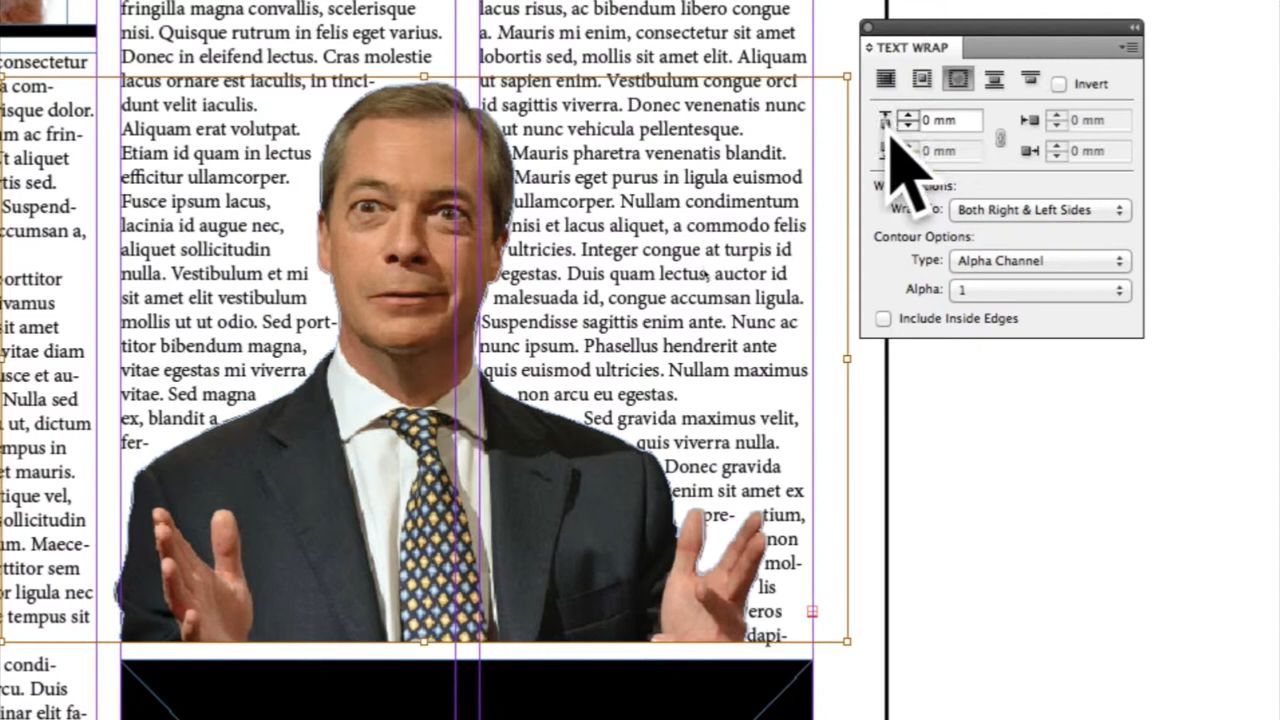 consectetur
a com-
isque dolor.
m ac frin-
t aliquet
tis sed.
Suspend-
ccumsan a,
orttitor
ivamus
sit amet
vitae diam
usce et au-
Nulla sed
ut, dictum
empus in
et mauris.
tique vel,
sollicitudin
um. Maece-
rttitor sem
or ligula nec
e tempus sit
condi-
rcu. Duis
inar elit fa-
fringilla magna convallis, scelerisque
nisi. Quisque rutrum in felis eget varius.
Donec in eleifend lectus. Cras molestie
lacus ornare est iaculis, in tinci-
dunt velit iaculis.
Aliquam erat volutpat.
Etiam id quam in lectus
efficitur ullamcorper.
Fusce ipsum lacus,
lacinia id augue nec,
aliquet sollicitudin
nulla. Vestibulum et mi
sit amet elit vestibulum
mollis ut ut odio. Sed port-
titor bibendum magna,
vitae egestas mi viverra
vitae. Sed magna
ex, blandit a
fer-
lacus risus, ac bibendum libero congue
a. Mauris mi enim, consectetur sit amet
lobortis sed, mollis sit amet elit. Aliquam
ut sapien enim. Vestibulum congue orci
id sagittis viverra. Donec venenatis nunc
ut nunc vehicula pellentesque.
Mauris pharetra venenatis blandit.
Mauris eget purus in ligula euismod
ullamcorper. Nullam condimentum
nisi et lacus aliquet, a commodo felis
ultricies. Integer congue at turpis id
egestas. Duis quam lectus, auctor id
malesuada id, congue accumsan ligula.
Suspendisse sagittis enim ante. Nunc ac
nunc ipsum. Phasellus hendrerit ante
quis euismod ultricies. Nullam maximus
non arcu eu egestas.
Sed gravida maximus velit,
quis viverra nulla.
Donec gravida
enim sit amet ex
pre- tium,
non
mol-
lis
eros
dapi-
TEXT WRAP
Invert
0 mm 0 mm
0 mm 0 mm
Both Right & Left Sides
Contour Options:
Type: Alpha Channel
Alpha: 1
Include Inside Edges